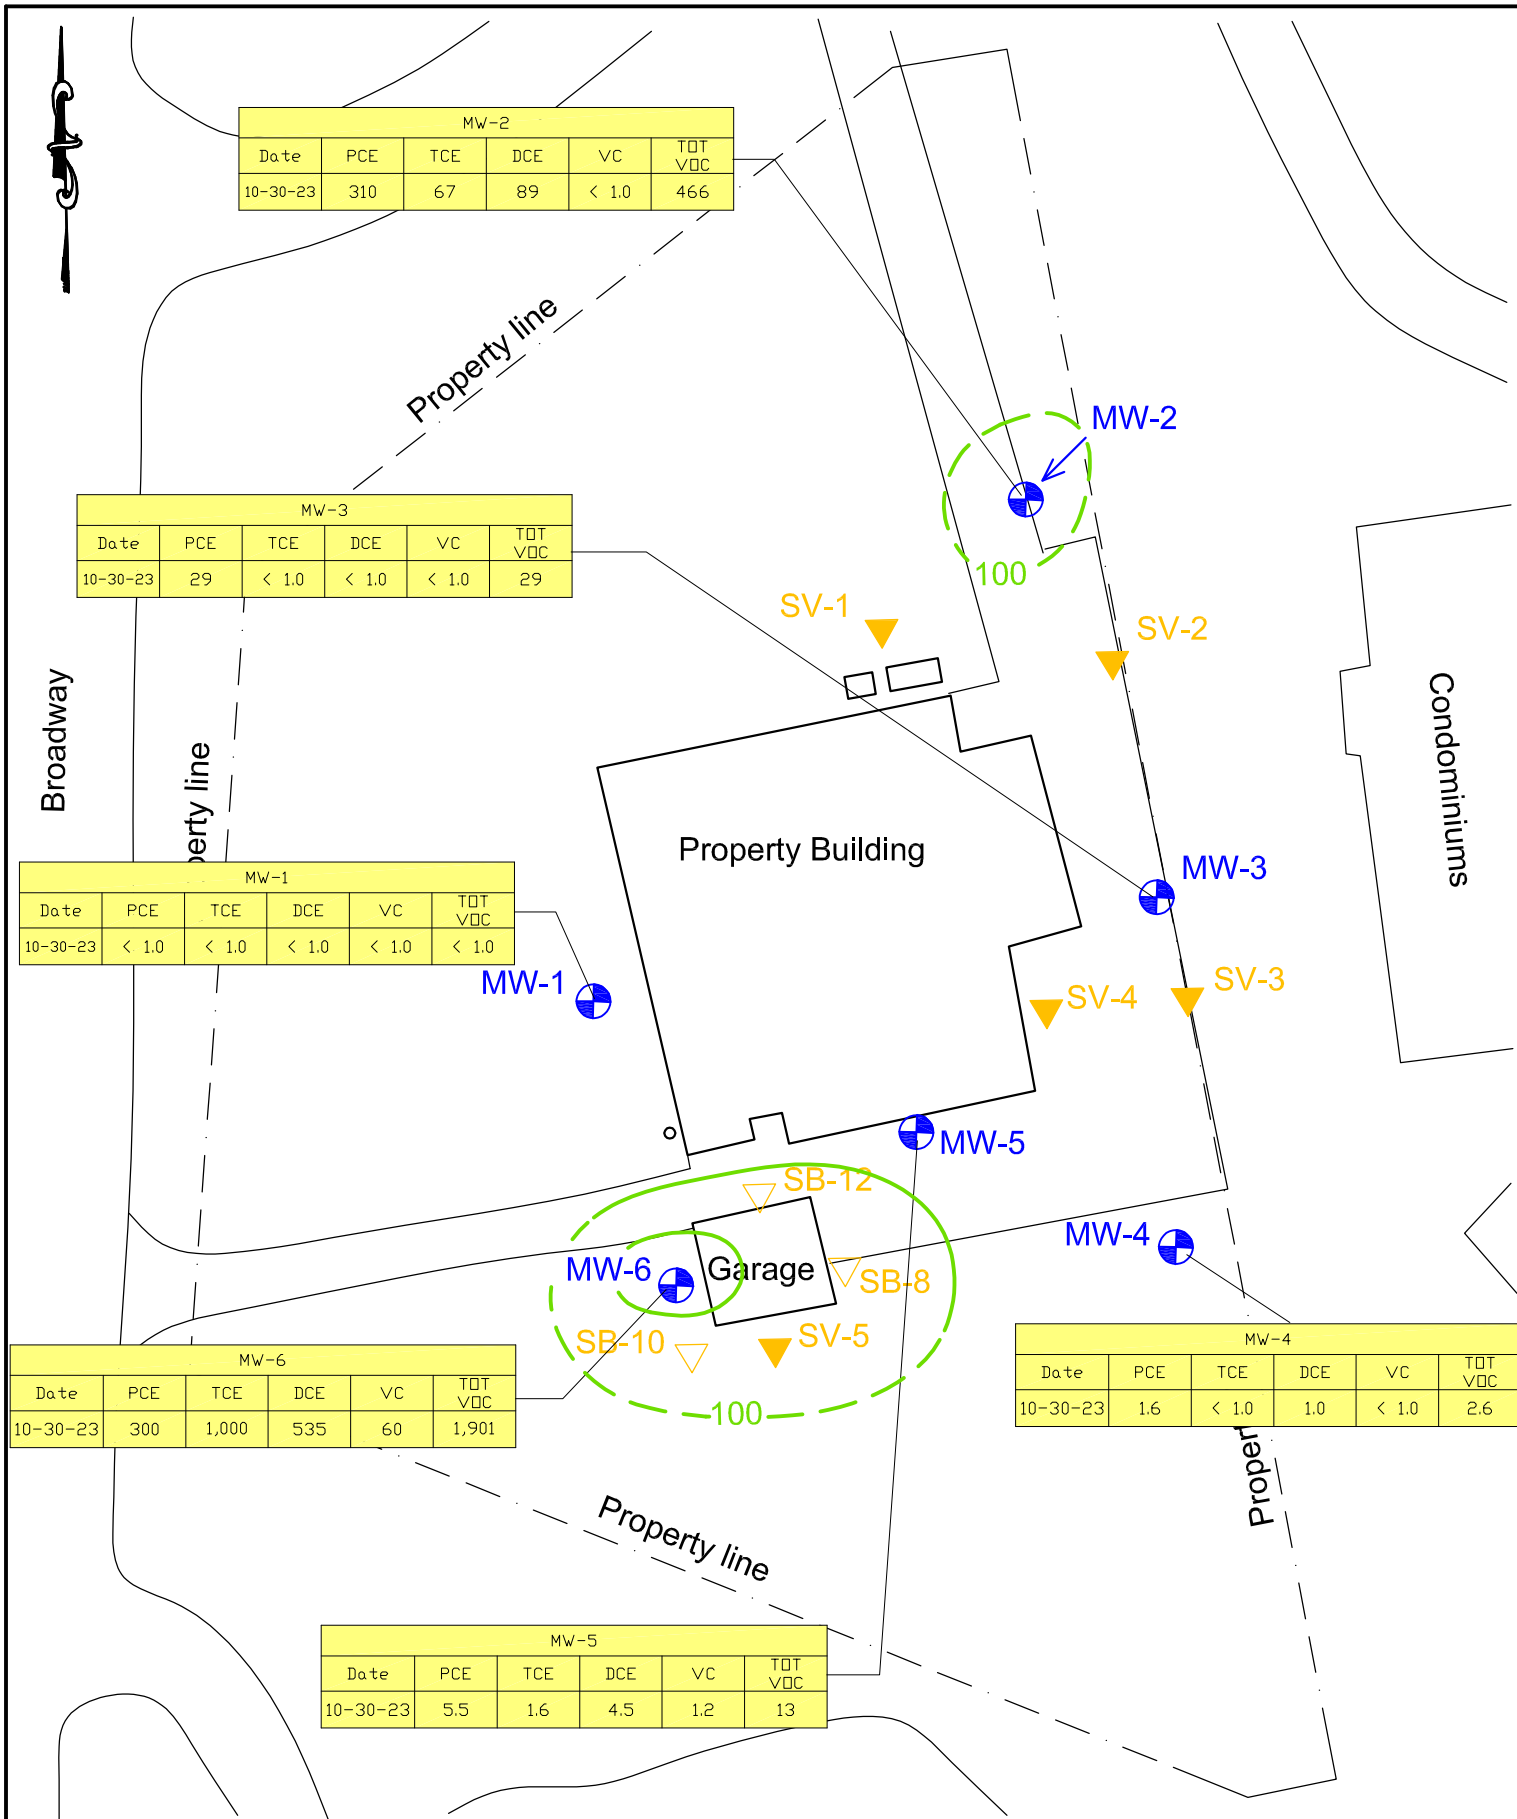 MW-2
Date PCE TCE DCE VC TOT VOC
10-30-23 310 67 89 < 1.0 466
Property line
MW-2
MW-3
Date PCE TCE DCE VC TOT VOC
10-30-23 29 < 1.0 < 1.0 < 1.0 29
100
SV-1
SV-2
Broadway
Condominiums
perty line
Property Building
MW-3
MW-1
Date PCE TCE DCE VC TOT VOC
10-30-23 < 1.0 < 1.0 < 1.0 < 1.0 < 1.0
MW-1
SV-3
SV-4
MW-5
SB-12
MW-4
MW-6
Garage
SB-8
SB-10
SV-5
MW-6
Date PCE TCE DCE VC TOT VOC
10-30-23 300 1,000 535 60 1,901
MW-4
Date PCE TCE DCE VC TOT VOC
10-30-23 1.6 < 1.0 1.0 < 1.0 2.6
100
Proper
Property line
MW-5
Date PCE TCE DCE VC TOT VOC
10-30-23 5.5 1.6 4.5 1.2 13